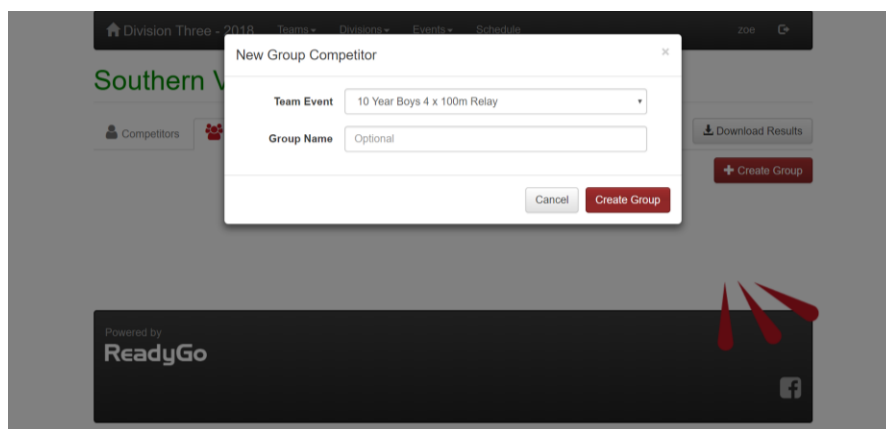 Division Three - 2018 Teams Divisions Events Schedule zoe
New Group Competitor ×
Southern V
Team Event 10 Year Boys 4 x 100m Relay
Competitors Download Results
Group Name Optional
Create Group
Cancel Create Group
Powered by
ReadyGo